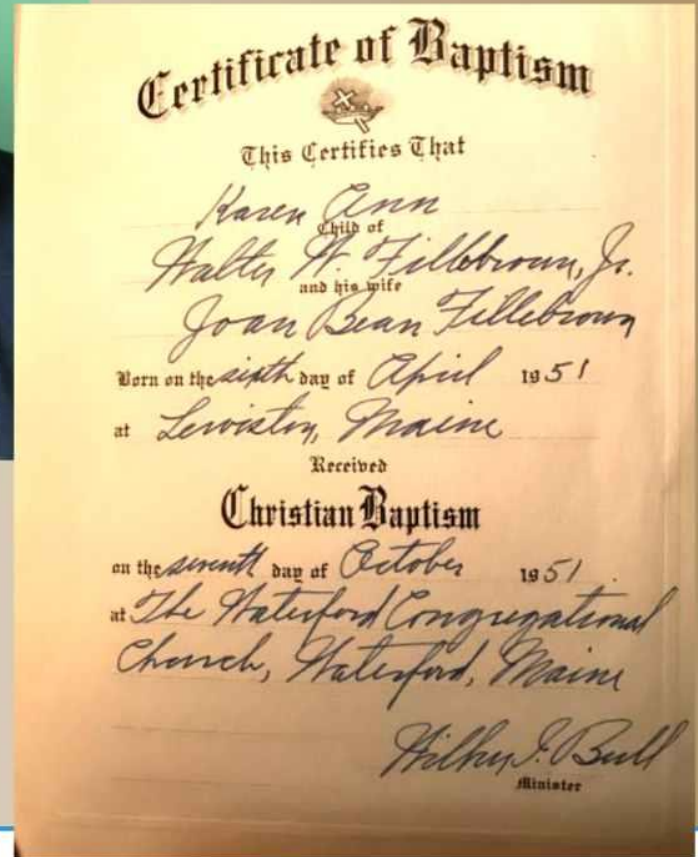 Certificate of Baptism
This Certifies That
Karen Ann
Child of
Walter W. Fillebrown, Jr.
and his wife
Joan Bean Fillebrown
Born on the sixth day of April 1951
at Lewiston, Maine
Received
Christian Baptism
on the seventh day of October 1951
at The Waterford Congregational
Church, Waterford, Maine
Bull
Minister